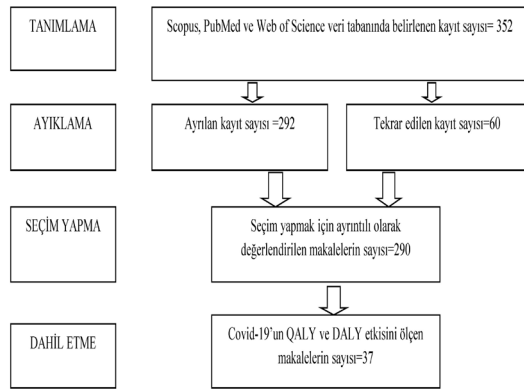 TANIMLAMA
Scopus, PubMed ve Web of Science veri tabanında belirlenen kayıt sayısı= 352
AYIKLAMA
Ayrılan kayıt sayısı =292
Tekrar edilen kayıt sayısı=60
SEÇİM YAPMA
Seçim yapmak için ayrıntılı olarak
değerlendirilen makalelerin sayısı=290
DAHİL ETME
Covid-19’un QALY ve DALY etkisini ölçen
makalelerin sayısı=37